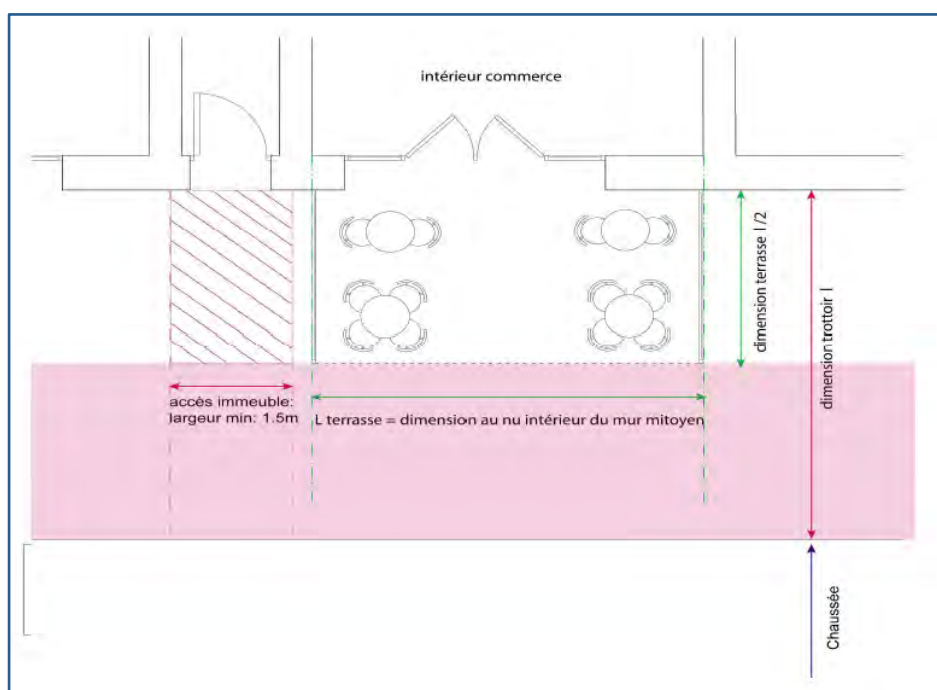 intérieur commerce
dimension terrasse l/2
dimension trottoir l
accès immeuble:
largeur min: 1.5m
L terrasse = dimension au nu intérieur du mur mitoyen
Chaussée